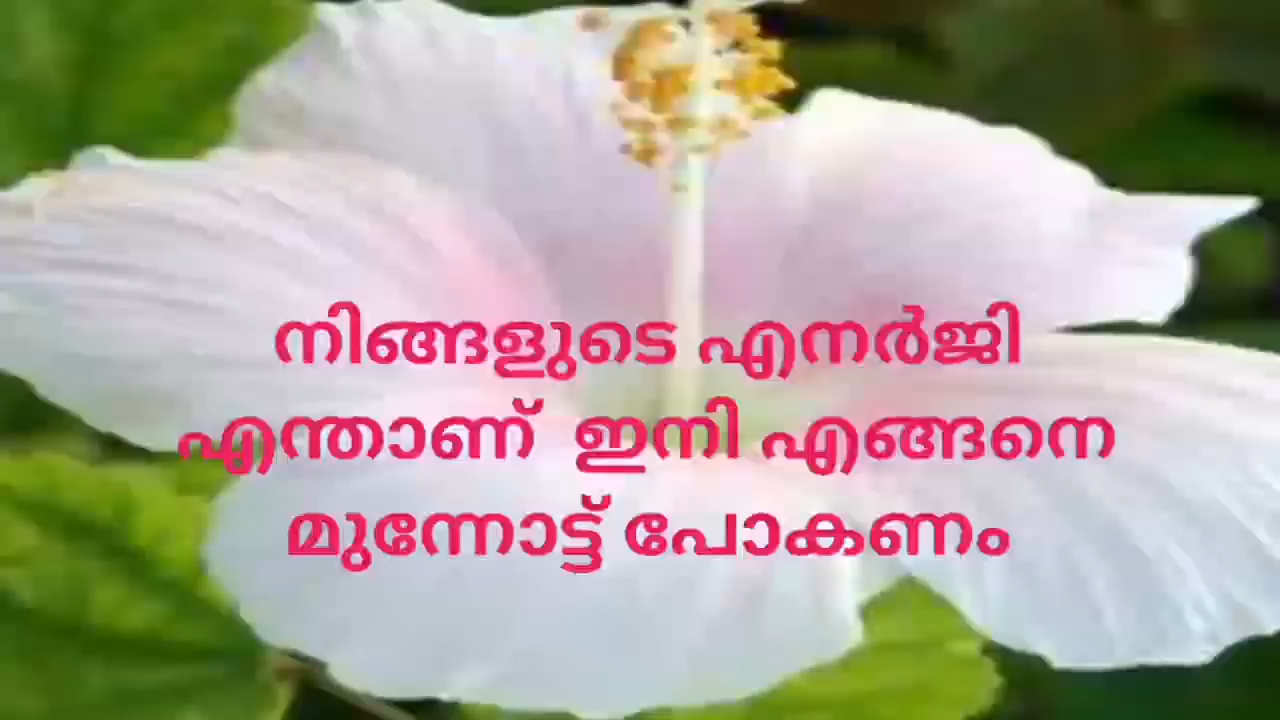 നിങ്ങളുടെ എനർജി
എന്താണ് ഇനി എങ്ങനെ
മുന്നോട്ട് പോകണം